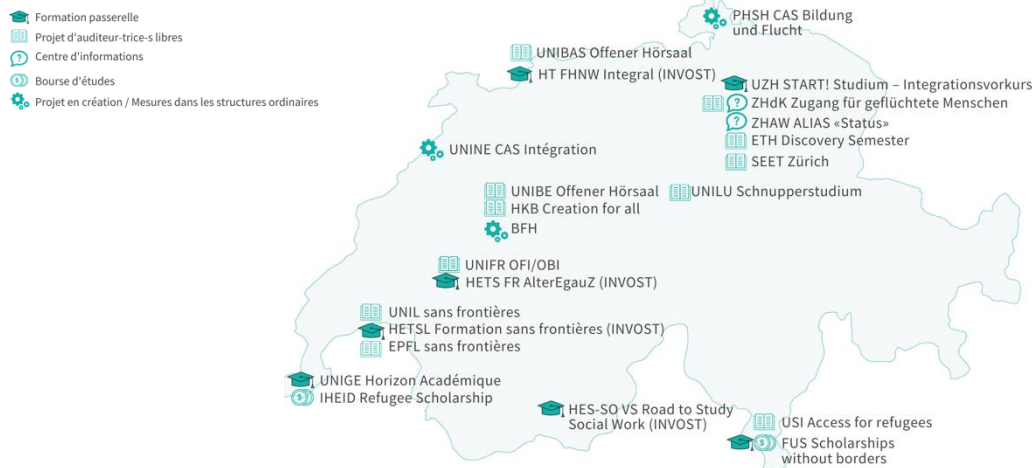 Formation passerelle
Projet d'auditeur-trice-s libres
Centre d'informations
Bourse d'études
Projet en création / Mesures dans les structures ordinaires
PHSH CAS Bildung
und Flucht
UNIBAS Offener Hörsaal
HT FHNW Integral (INVOST)
UZH START! Studium – Integrationsvorkurs
ZHdK Zugang für geflüchtete Menschen
ZHAW ALIAS «Status»
ETH Discovery Semester
SEET Zürich
UNINE CAS Intégration
UNIBE Offener Hörsaal
HKB Creation for all
BFH
UNILU Schnupperstudium
UNIFR OFI/OBI
HETS FR AlterEgauZ (INVOST)
UNIL sans frontières
HETSL Formation sans frontières (INVOST)
EPFL sans frontières
UNIGE Horizon Académique
IHEID Refugee Scholarship
HES-SO VS Road to Study
Social Work (INVOST)
USI Access for refugees
FUS Scholarships
without borders